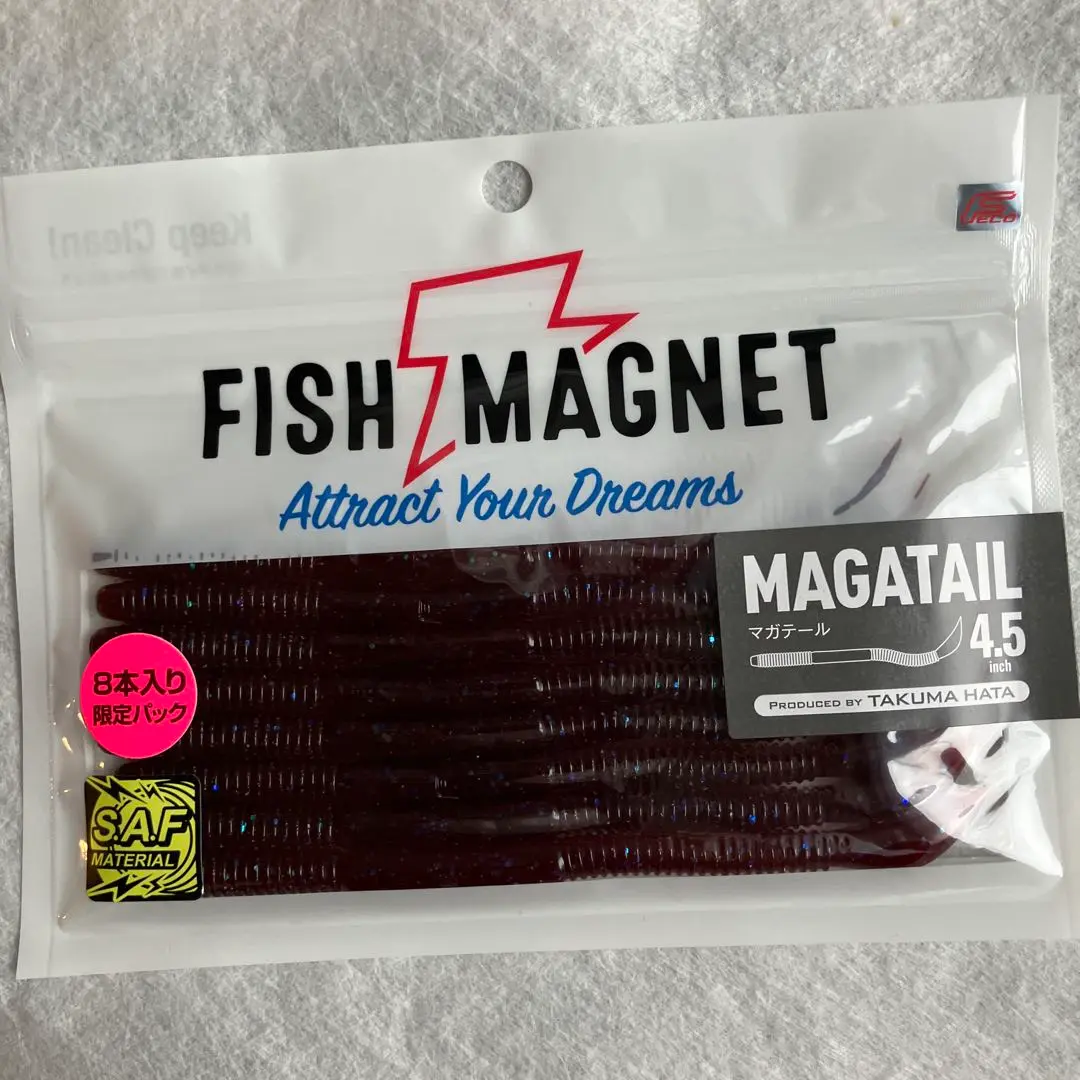 Keep Clean!
FECO
FISH MAGNET
Attract Your Dreams
MAGATAIL
マガテール
4.5
inch
PRODUCED BY TAKUMA HATA
8本入り
限定パック
S.A.F
MATERIAL